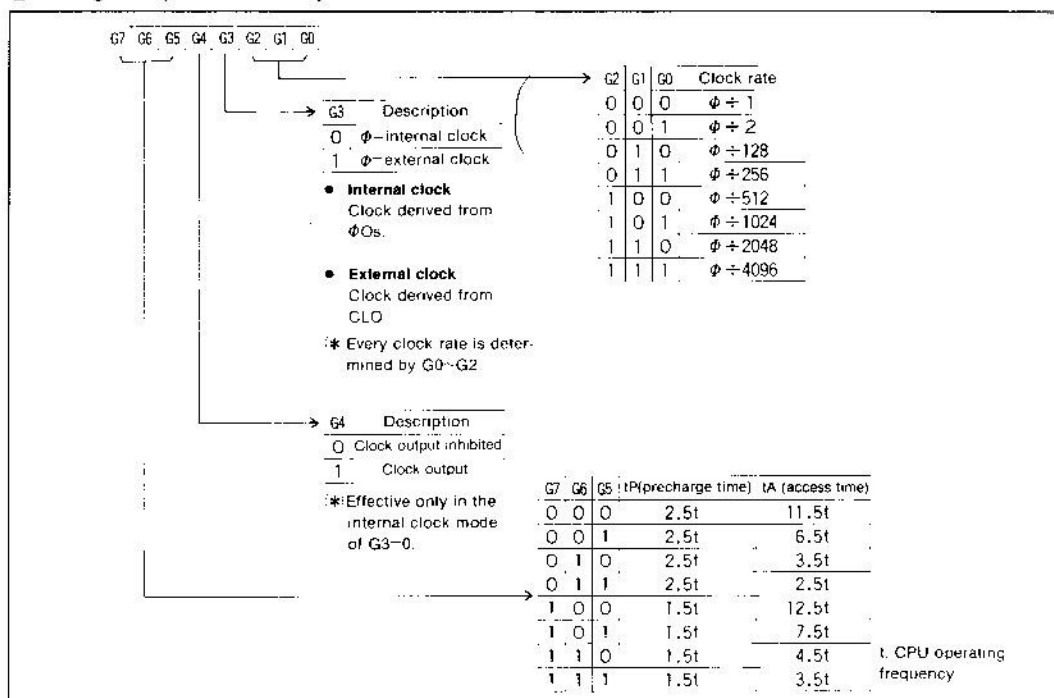 G7 G6 G5 G4 G3 G2 G1 G0
G2 G1 G0 Clock rate
0 0 0 Φ÷1
0 0 1 Φ÷2
0 1 0 Φ÷128
0 1 1 Φ÷256
1 0 0 Φ÷512
1 0 1 Φ÷1024
1 1 0 Φ÷2048
1 1 1 Φ÷4096
G3 Description
0 Φ–internal clock
1 Φ–external clock
● Internal clock
Clock derived from
ΦOs.
● External clock
Clock derived from
CLO
* Every clock rate is deter-
mined by G0~G2
G4 Description
0 Clock output inhibited
1 Clock output
* Effective only in the
internal clock mode
of G3=0.
G7 G6 G5 tP(precharge time) tA (access time)
0 0 0 2.5t 11.5t
0 0 1 2.5t 6.5t
0 1 0 2.5t 3.5t
0 1 1 2.5t 2.5t
1 0 0 1.5t 12.5t
1 0 1 1.5t 7.5t
1 1 0 1.5t 4.5t
1 1 1 1.5t 3.5t
t. CPU operating
frequency